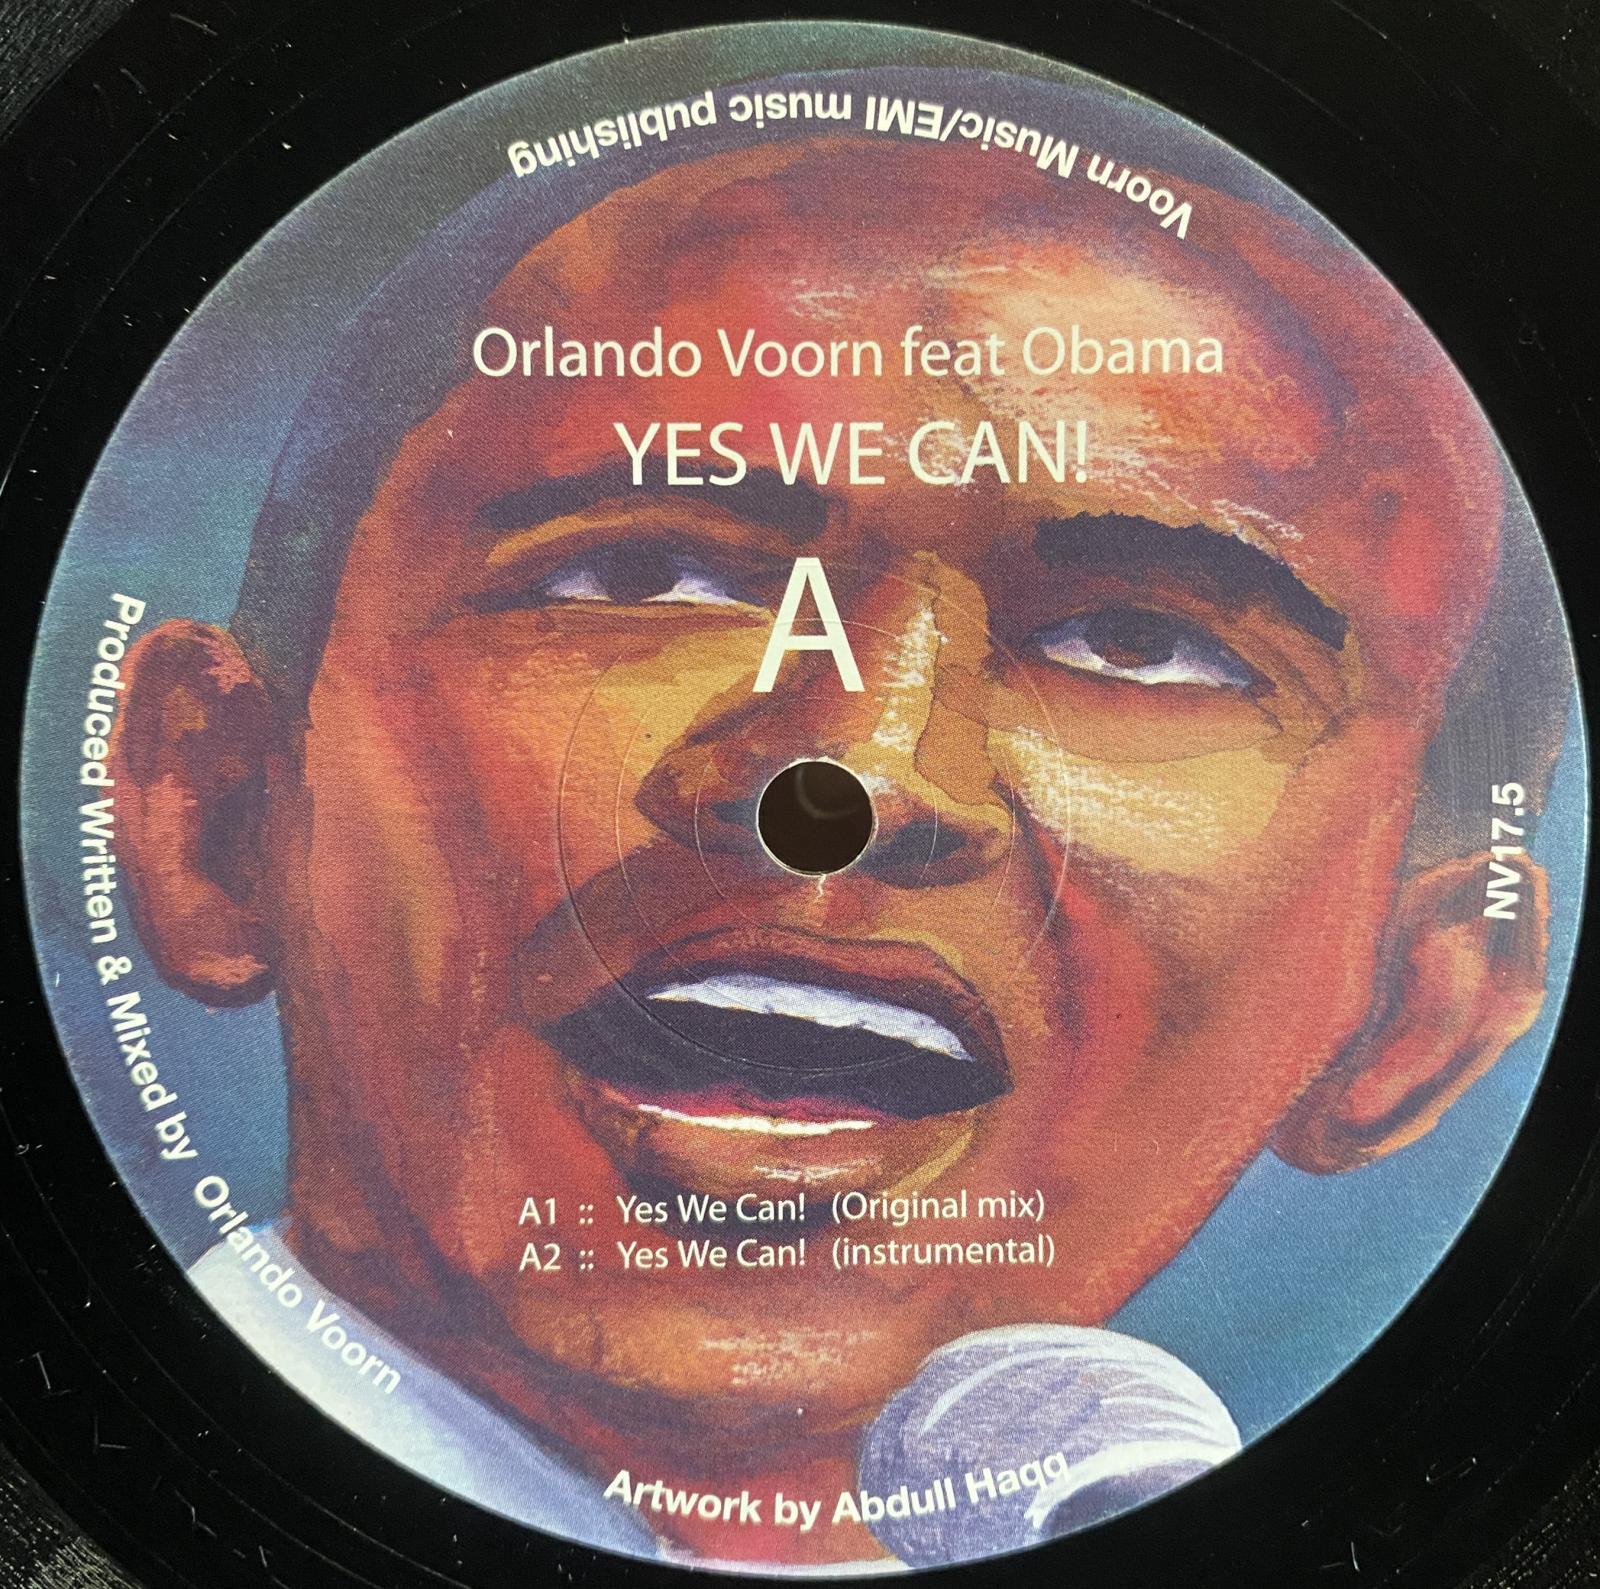 Voorn Music/EMI music publishing
Orlando Voorn feat Obama
YES WE CAN!
A
Produced Written & Mixed by Orlando Voorn
NV17.5
A1 :: Yes We Can! (Original mix)
A2 :: Yes We Can! (instrumental)
Artwork by Abdull Haqq